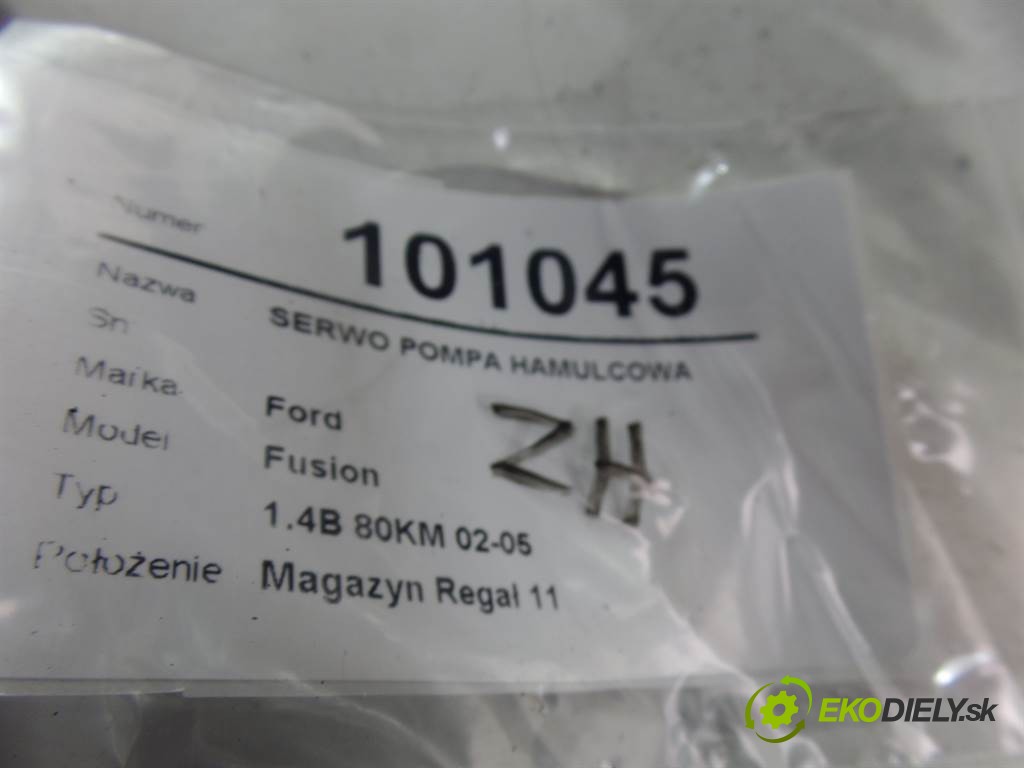 Numer 101045
Nazwa SERWO POMPA HAMULCOWA
Sn
Marka Ford
Model Fusion
ZH
Typ 1.4B 80KM 02-05
Położenie Magazyn Regał 11
EKODIELY.sk